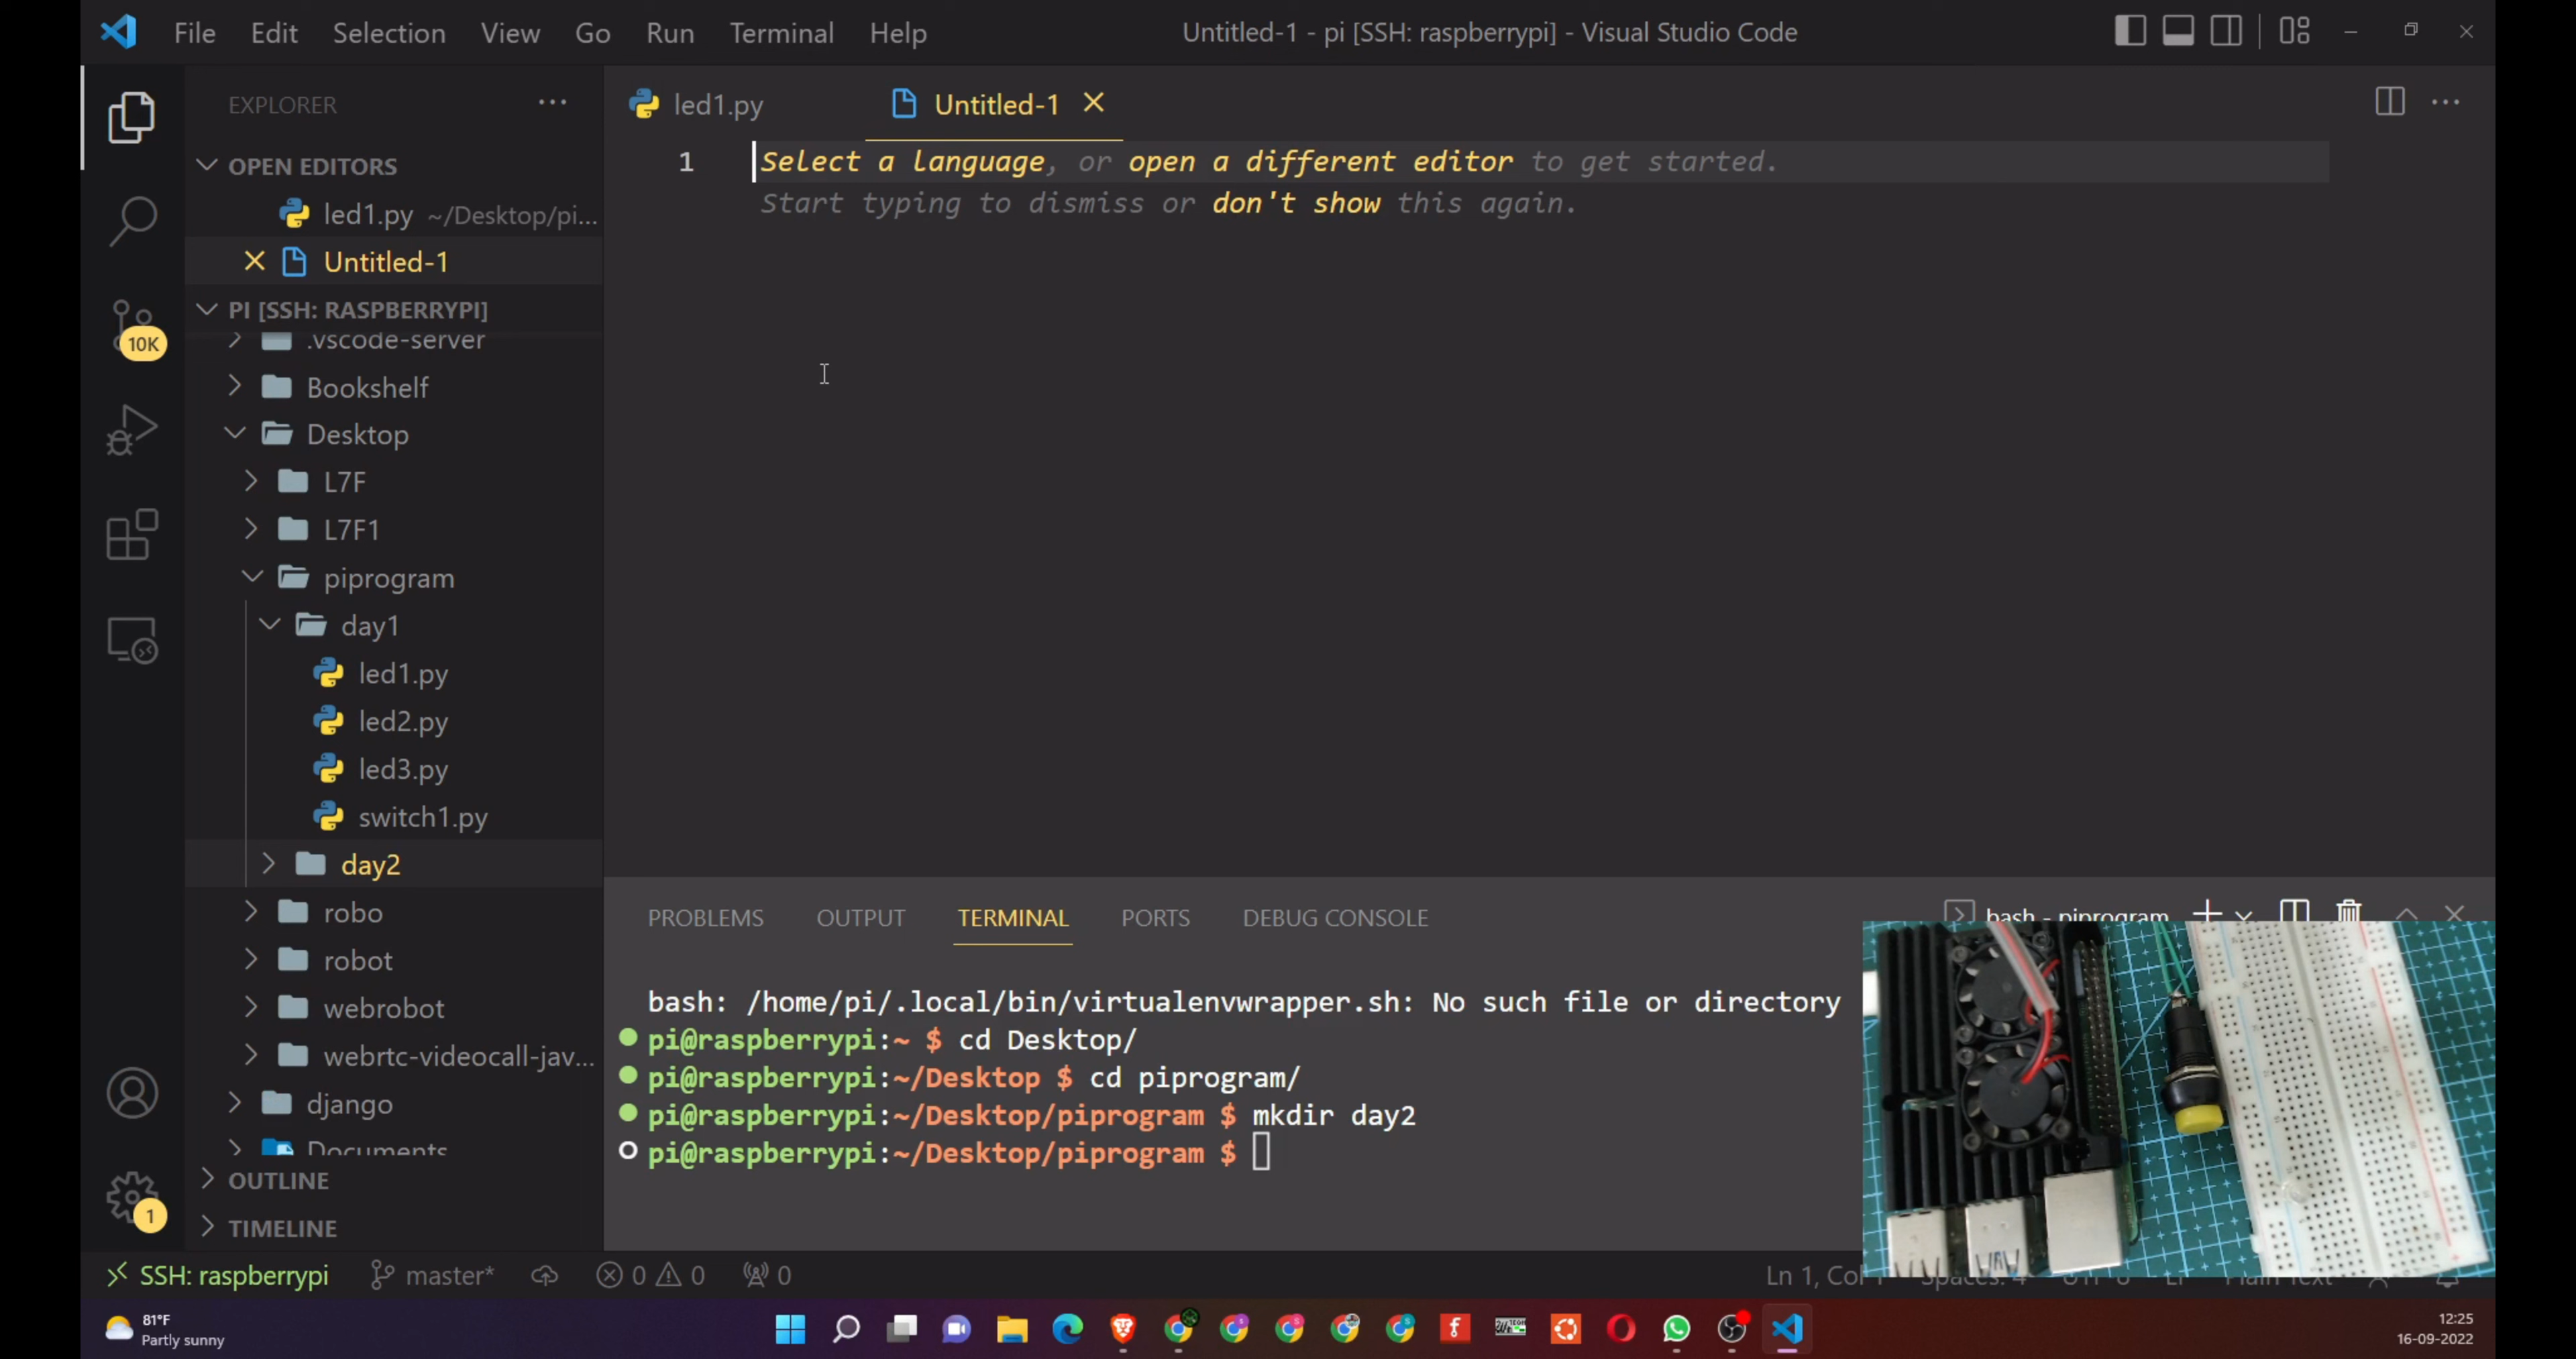 File Edit Selection View Go Run Terminal Help
Untitled-1 - pi [SSH: raspberrypi] - Visual Studio Code
EXPLORER
OPEN EDITORS
led1.py ~/Desktop/pi...
Untitled-1
PI [SSH: RASPBERRYPI]
.vscode-server
Bookshelf
Desktop
L7F
L7F1
piprogram
day1
led1.py
led2.py
led3.py
switch1.py
day2
robo
robot
webrobot
webrtc-videocall-jav...
django
Documents
OUTLINE
TIMELINE
10K
1
led1.py
Untitled-1
1 Select a language, or open a different editor to get started.
Start typing to dismiss or don't show this again.
PROBLEMS OUTPUT TERMINAL PORTS DEBUG CONSOLE
bash - piprogram
bash: /home/pi/.local/bin/virtualenvwrapper.sh: No such file or directory
pi@raspberrypi:~ $ cd Desktop/
pi@raspberrypi:~/Desktop $ cd piprogram/
pi@raspberrypi:~/Desktop/piprogram $ mkdir day2
pi@raspberrypi:~/Desktop/piprogram $
SSH: raspberrypi master* 0 0 0
Ln 1, Col 1 Spaces: 4 UTF-8 LF Plain Text
81°F
Partly sunny
12:25
16-09-2022